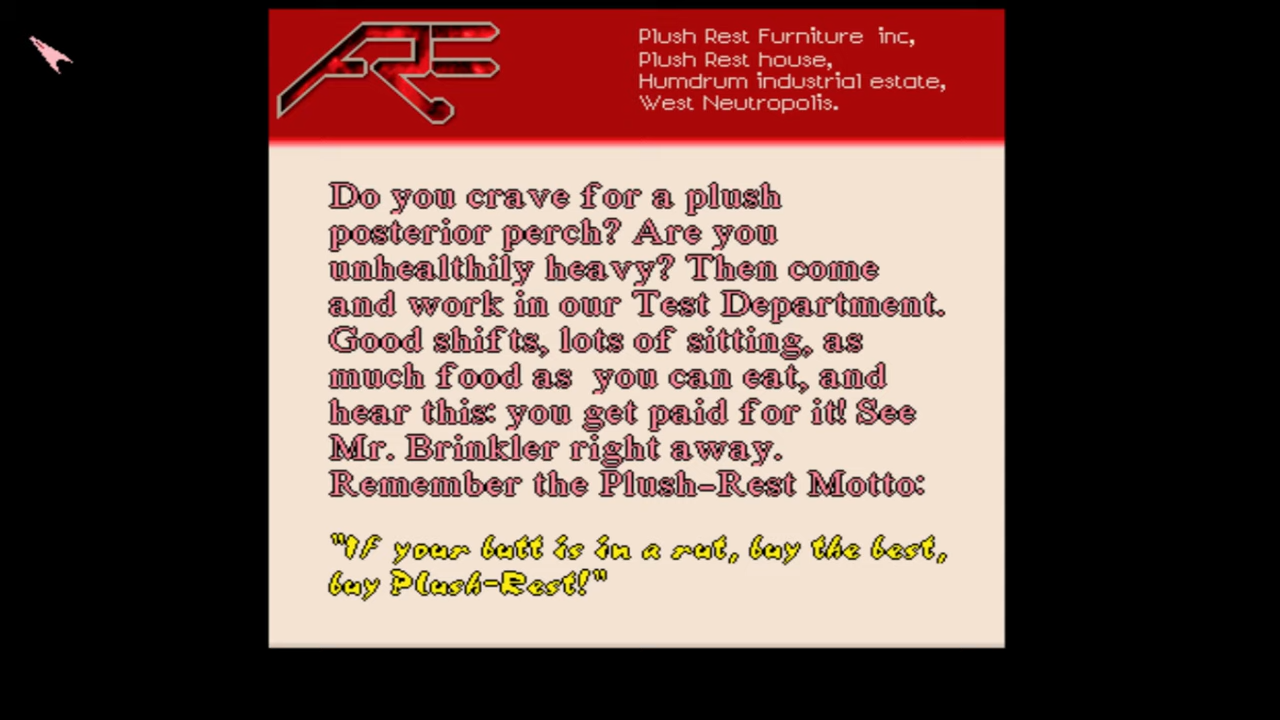 Plush Rest Furniture inc,
Plush Rest house,
Humdrum industrial estate,
West Neutropolis.
Do you crave for a plush
posterior perch? Are you
unhealthily heavy? Then come
and work in our Test Department.
Good shifts, lots of sitting, as
much food as you can eat, and
hear this: you get paid for it! See
Mr. Brinkler right away.
Remember the Plush-Rest Motto:
"If your butt is in a rut, buy the best,
buy Plush-Rest!"